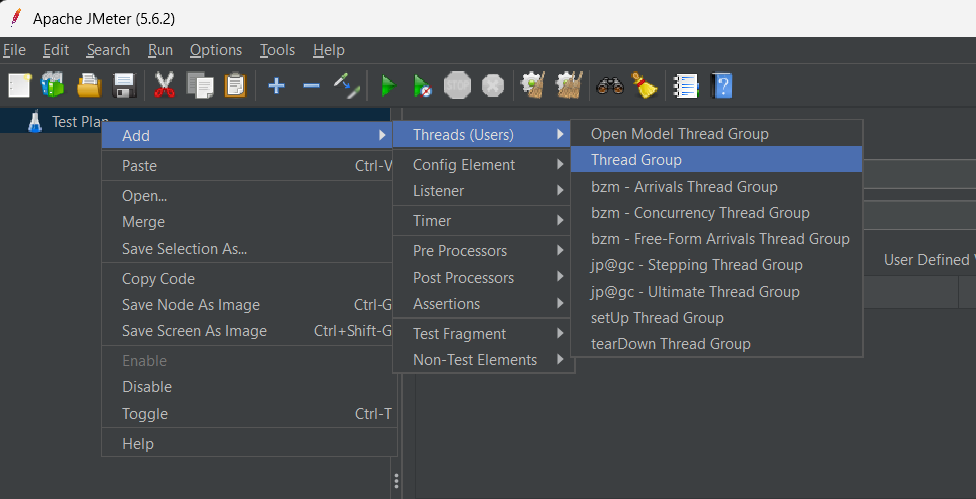 Apache JMeter (5.6.2)
File Edit Search Run Options Tools Help
STOP
Test Plan
Add
Paste Ctrl-V
Open...
Merge
Save Selection As...
Copy Code
Save Node As Image Ctrl-G
Save Screen As Image Ctrl+Shift-G
Enable
Disable
Toggle Ctrl-T
Help
Threads (Users)
Config Element
Listener
Timer
Pre Processors
Post Processors
Assertions
Test Fragment
Non-Test Elements
Open Model Thread Group
Thread Group
bzm - Arrivals Thread Group
bzm - Concurrency Thread Group
bzm - Free-Form Arrivals Thread Group
jp@gc - Stepping Thread Group
jp@gc - Ultimate Thread Group
setUp Thread Group
tearDown Thread Group
User Defined